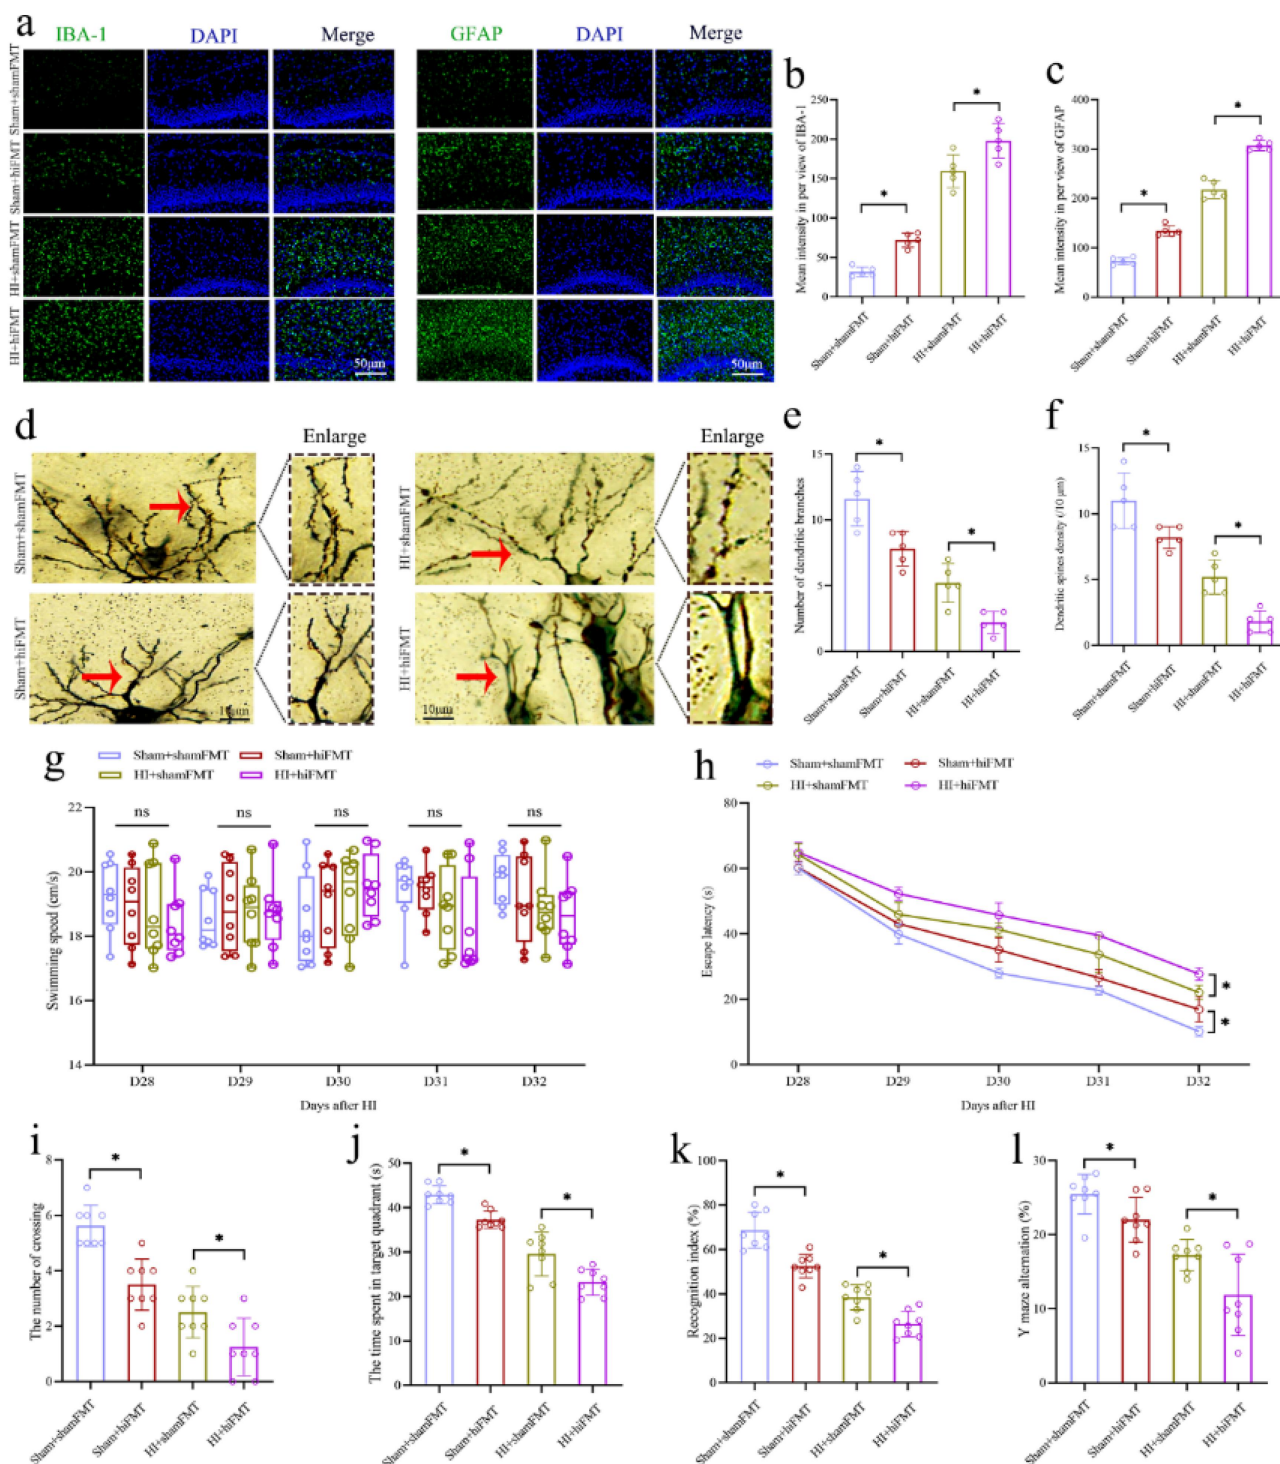 a
IBA-1 DAPI Merge GFAP DAPI Merge
Sham+shamFMT
Sham+hiFMT
HI+shamFMT
HI+hiFMT
50μm
50μm
b
Mean intensity in per view of IBA-1
250
200
150
100
50
0
*
*
Sham+shamFMT
Sham+hiFMT
HI+shamFMT
HI+hiFMT
c
Mean intensity in per view of GFAP
400
300
200
100
0
*
*
Sham+shamFMT
Sham+hiFMT
HI+shamFMT
HI+hiFMT
d
Enlarge
Enlarge
Sham+shamFMT
HI+shamFMT
Sham+hiFMT
HI+hiFMT
10μm
10μm
e
Number of dendritic branches
15
10
5
0
*
*
Sham+shamFMT
Sham+hiFMT
HI+shamFMT
HI+hiFMT
f
Dendritic spines density (/10 μm)
15
10
5
0
*
*
Sham+shamFMT
Sham+hiFMT
HI+shamFMT
HI+hiFMT
g
Sham+shamFMT Sham+hiFMT
HI+shamFMT HI+hiFMT
Swimming speed (cm/s)
22
20
18
16
14
ns ns ns ns ns
D28 D29 D30 D31 D32
Days after HI
h
Sham+shamFMT Sham+hiFMT
HI+shamFMT HI+hiFMT
Escape latency (s)
80
60
40
20
0
*
*
D28 D29 D30 D31 D32
Days after HI
i
The number of crossing
8
6
4
2
0
*
*
Sham+shamFMT
Sham+hiFMT
HI+shamFMT
HI+hiFMT
j
The time spent in target quadrant (s)
50
40
30
20
10
0
*
*
Sham+shamFMT
Sham+hiFMT
HI+shamFMT
HI+hiFMT
k
Recognition index (%)
100
80
60
40
20
0
*
*
Sham+shamFMT
Sham+hiFMT
HI+shamFMT
HI+hiFMT
l
Y maze alternation (%)
30
20
10
0
*
*
Sham+shamFMT
Sham+hiFMT
HI+shamFMT
HI+hiFMT